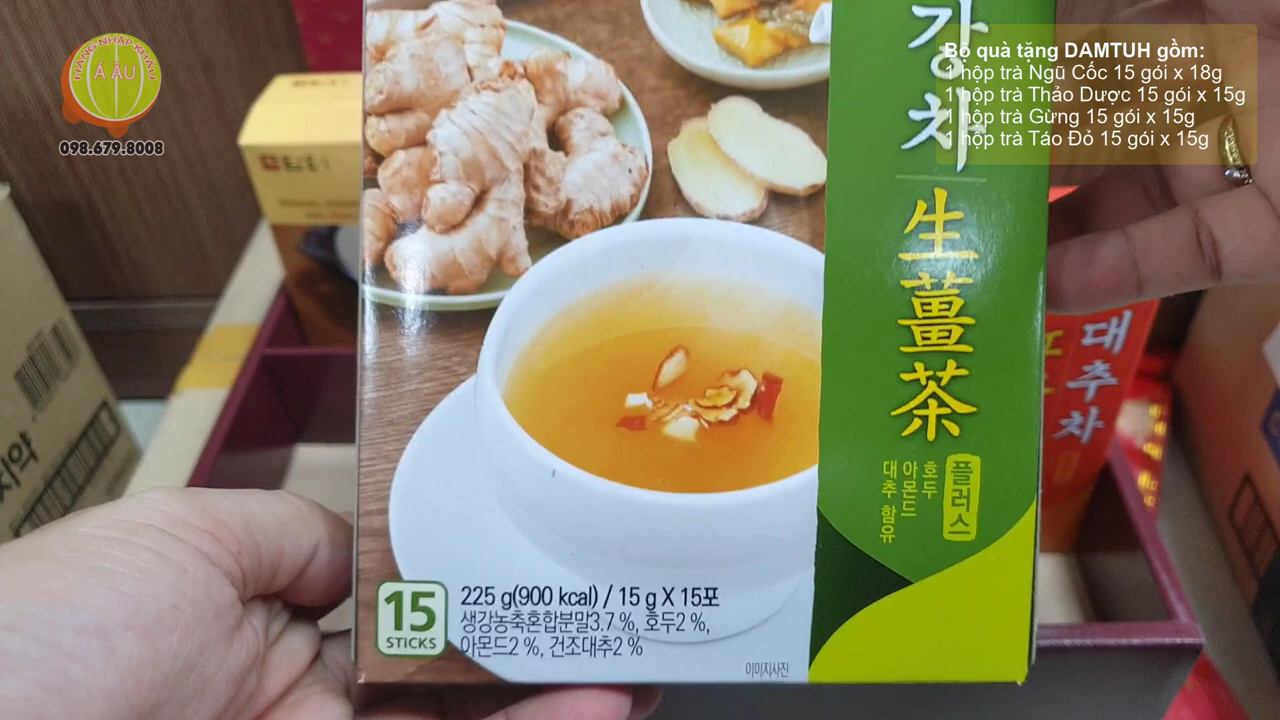 HÀNG NHẬP KHẨU
Á ÂU
098.679.8008
Bộ quà tặng DAMTUH gồm:
1 hộp trà Ngũ Cốc 15 gói x 18g
1 hộp trà Thảo Dược 15 gói x 15g
1 hộp trà Gừng 15 gói x 15g
1 hộp trà Táo Đỏ 15 gói x 15g
강차
生薑茶
플러스
호두
아몬드
대추 함유
대추차
15
STICKS
225 g(900 kcal) / 15 g X 15포
생강농축혼합분말3.7 %, 호두2 %,
아몬드2 %, 건조대추2 %
이미지사진